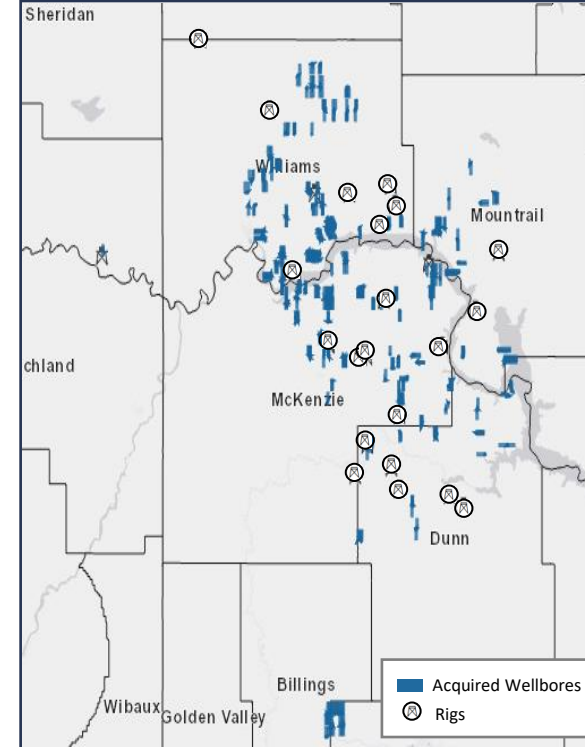 Sheridan
Williams
Mountrail
chland
McKenzie
Dunn
Billings
Wibaux
Golden Valley
Acquired Wellbores
Rigs